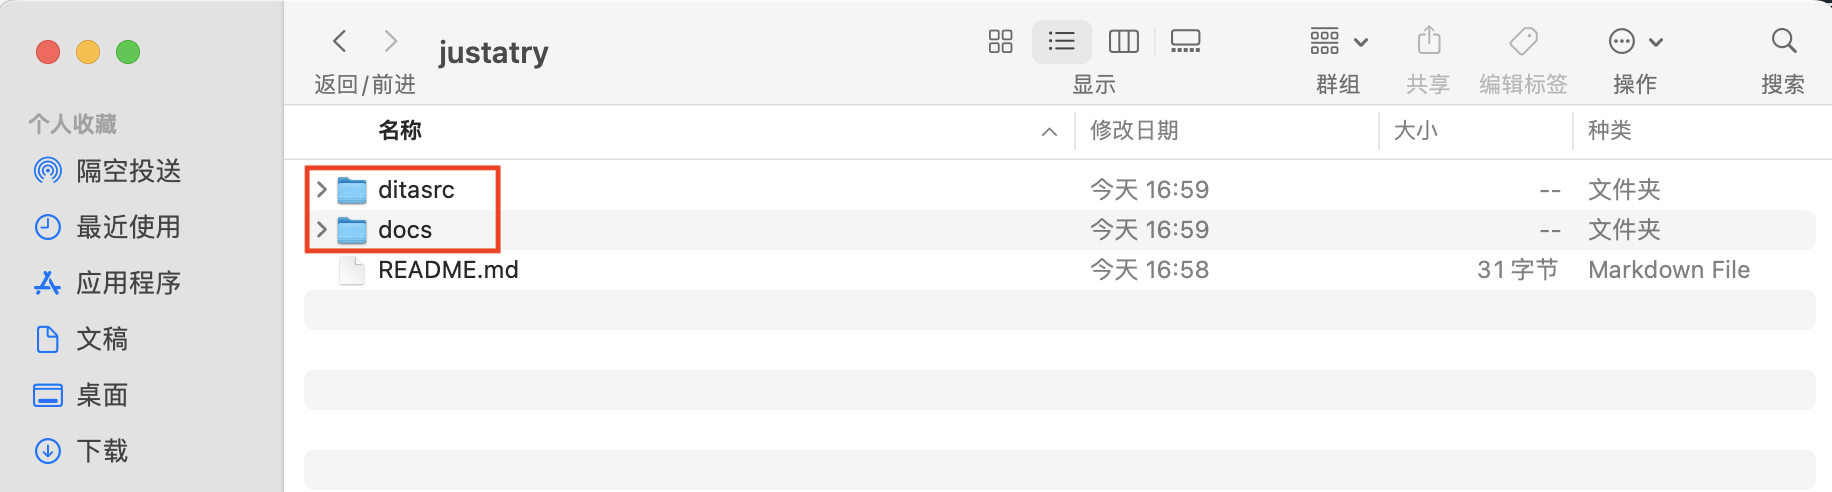 justatry
返回/前进
显示
群组
共享
编辑标签
操作
搜索
个人收藏
隔空投送
最近使用
应用程序
文稿
桌面
下载
名称 修改日期 大小 种类
ditasrc 今天 16:59 -- 文件夹
docs 今天 16:59 -- 文件夹
README.md 今天 16:58 31 字节 Markdown File